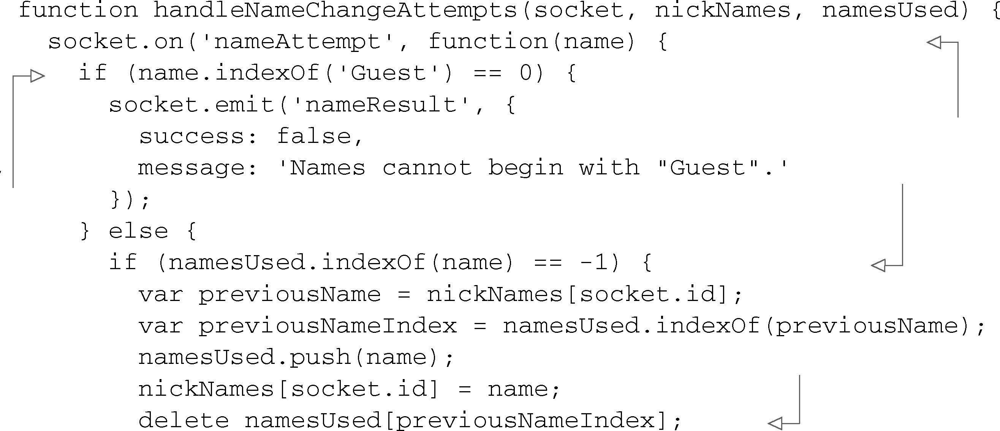 function handleNameChangeAttempts(socket, nickNames, namesUsed) {
  socket.on('nameAttempt', function(name) {
    if (name.indexOf('Guest') == 0) {
      socket.emit('nameResult', {
        success: false,
        message: 'Names cannot begin with "Guest".'
      });
    } else {
      if (namesUsed.indexOf(name) == -1) {
        var previousName = nickNames[socket.id];
        var previousNameIndex = namesUsed.indexOf(previousName);
        namesUsed.push(name);
        nickNames[socket.id] = name;
        delete namesUsed[previousNameIndex];